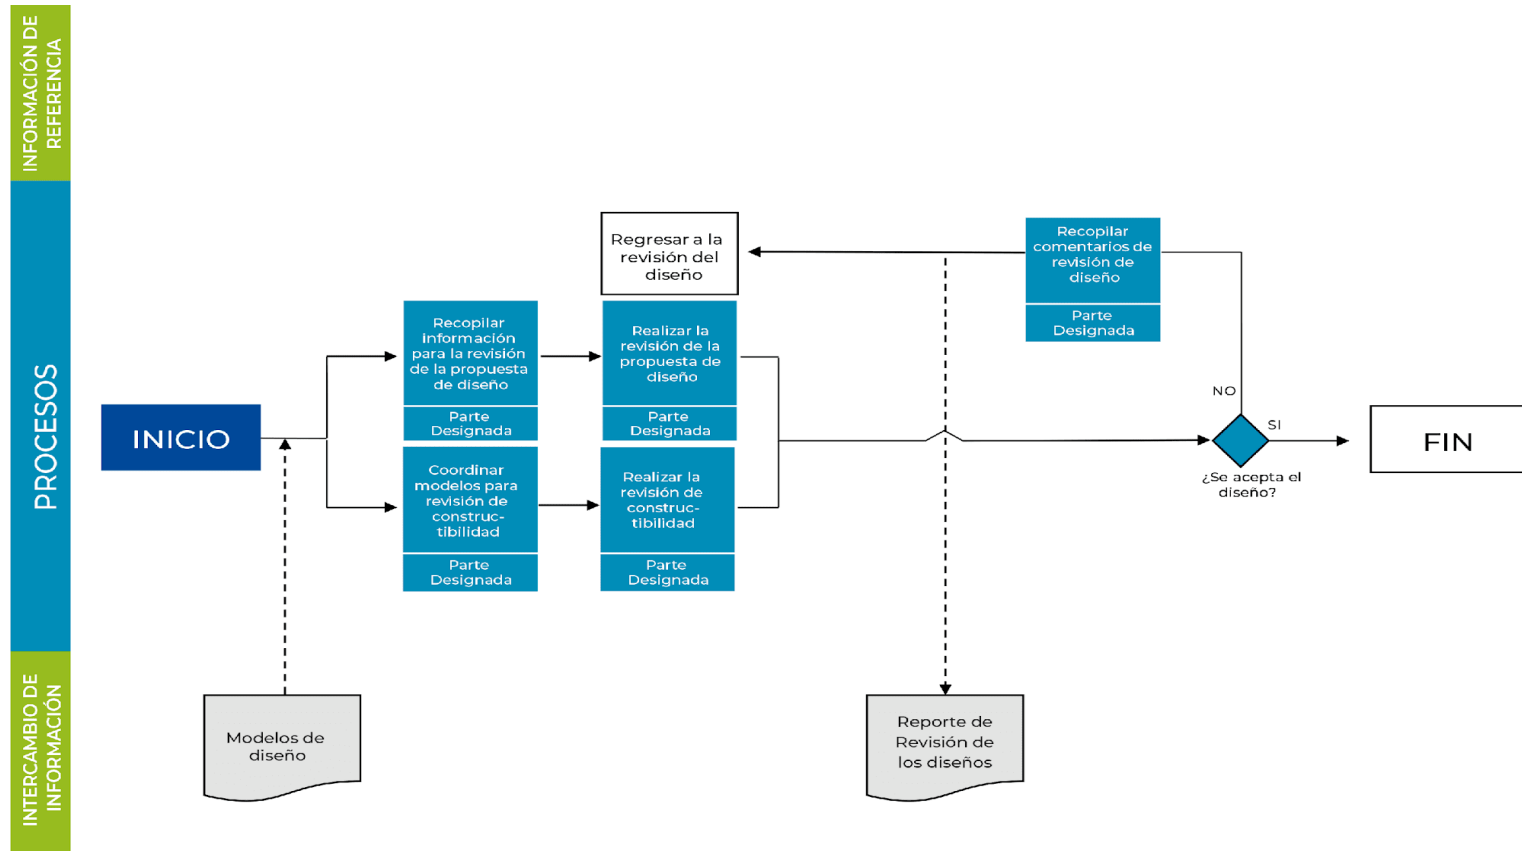 INFORMACIÓN DE
REFERENCIA
PROCESOS
INTERCAMBIO DE
INFORMACIÓN
INICIO
Regresar a la
revisión del
diseño
Recopilar
comentarios de
revisión de
diseño
Parte
Designada
Recopilar
información
para la revisión
de la propuesta
de diseño
Parte
Designada
Realizar la
revisión de la
propuesta de
diseño
Parte
Designada
Coordinar
modelos para
revisión de
construc-
tibilidad
Parte
Designada
Realizar la
revisión de
construc-
tibilidad
Parte
Designada
NO
SI
¿Se acepta el
diseño?
FIN
Modelos de
diseño
Reporte de
Revisión de
los diseños